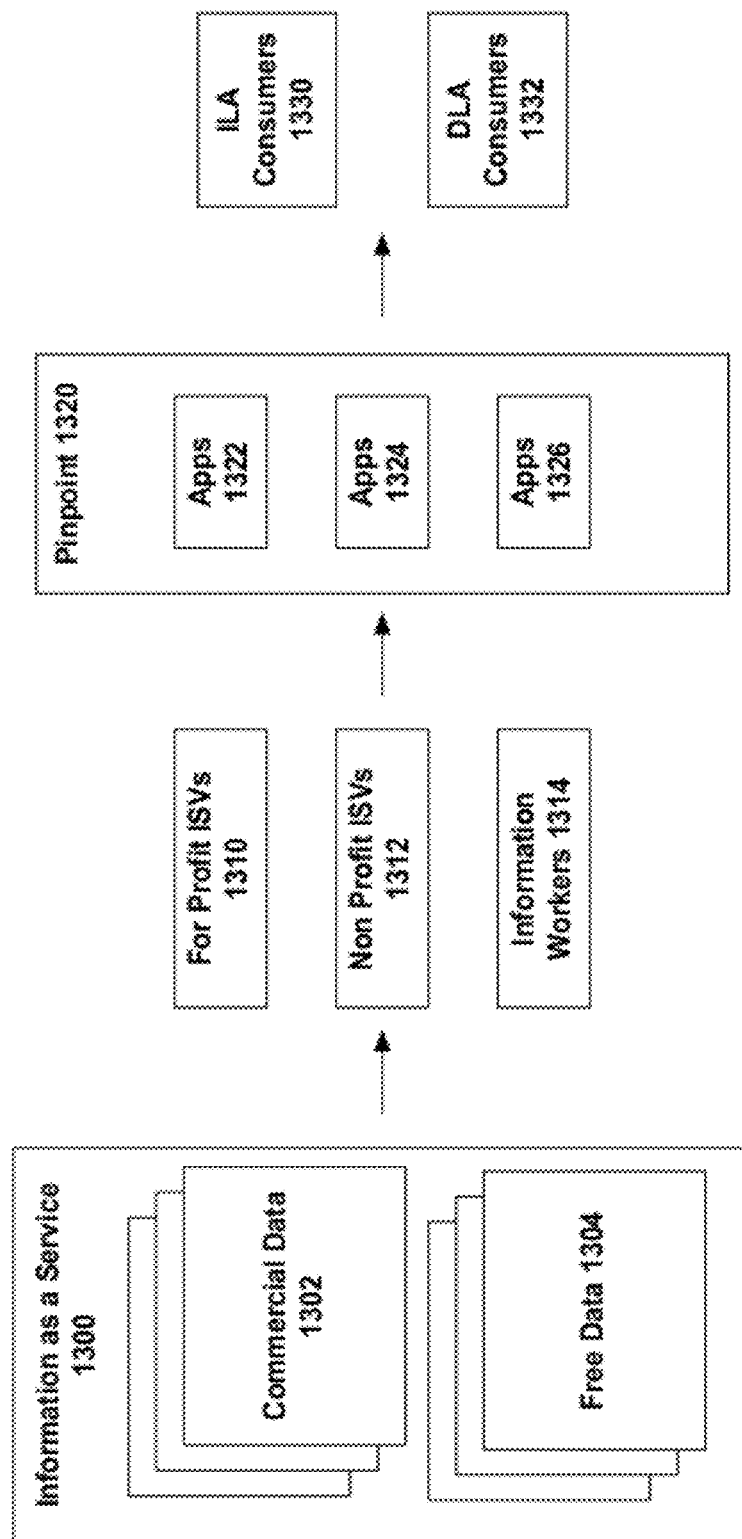 Information as a Service
1300
Commercial Data
1302
Free Data 1304
For Profit ISVs
1310
Non Profit ISVs
1312
Information
Workers 1314
Pinpoint 1320
Apps
1322
Apps
1324
Apps
1326
ILA
Consumers
1330
DLA
Consumers
1332